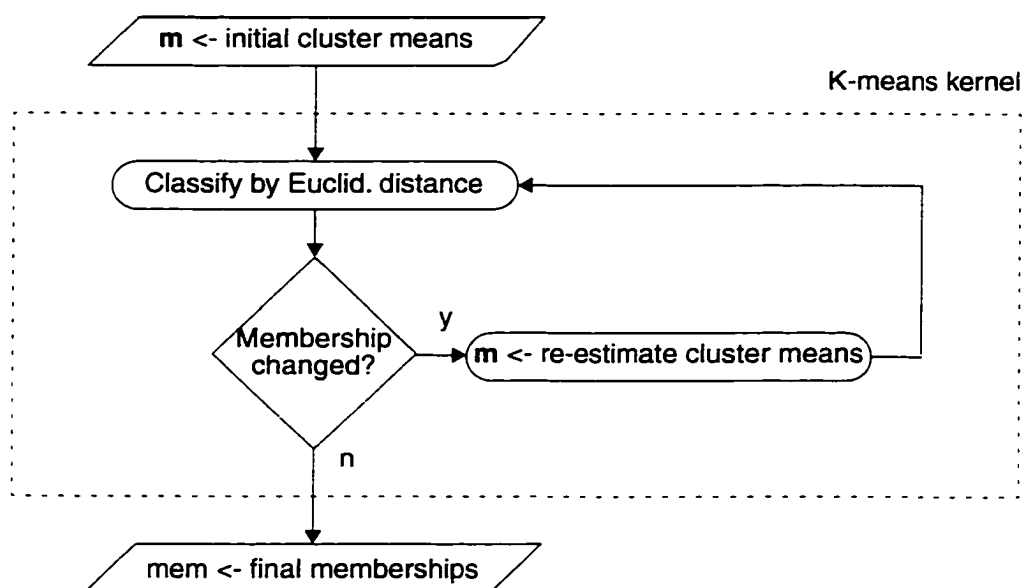 m <- initial cluster means
K-means kernel
Classify by Euclid. distance
Membership
changed?
y
m <- re-estimate cluster means
n
mem <- final memberships